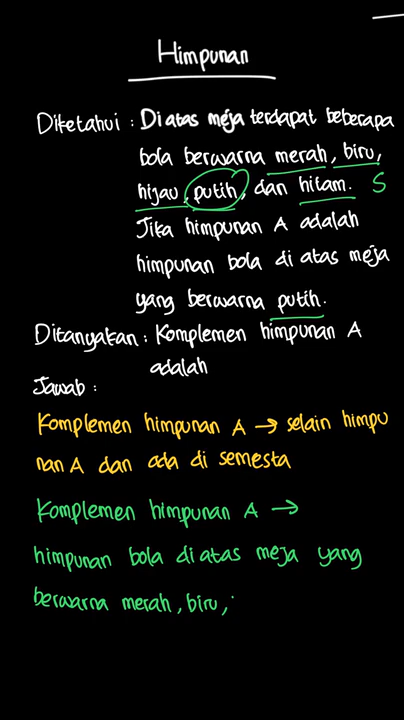 Himpunan
Diketahui : Di atas meja terdapat beberapa
bola berwarna merah, biru,
hijau, putih, dan hitam. S
Jika himpunan A adalah
himpunan bola di atas meja
yang berwarna putih.
Ditanyakan : Komplemen himpunan A
adalah
Jawab :
Komplemen himpunan A → selain himpu
nan A dan ada di semesta
Komplemen himpunan A →
himpunan bola di atas meja yang
berwarna merah, biru,